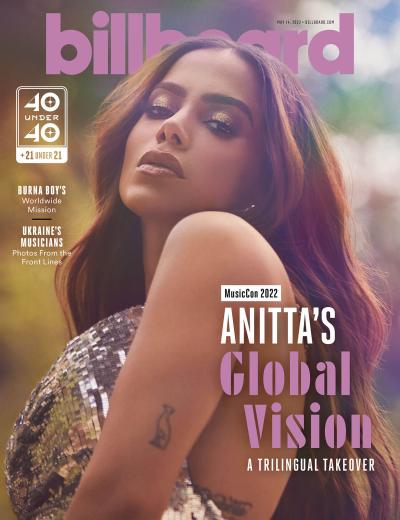 billboard
MAY 14, 2022 • BILLBOARD.COM
40
UNDER
40
+21 UNDER 21
BURNA BOY'S
Worldwide
Mission
UKRAINE'S
MUSICIANS
Photos From the
Front Lines
MusicCon 2022
ANITTA'S
Global
Vision
A TRILINGUAL TAKEOVER